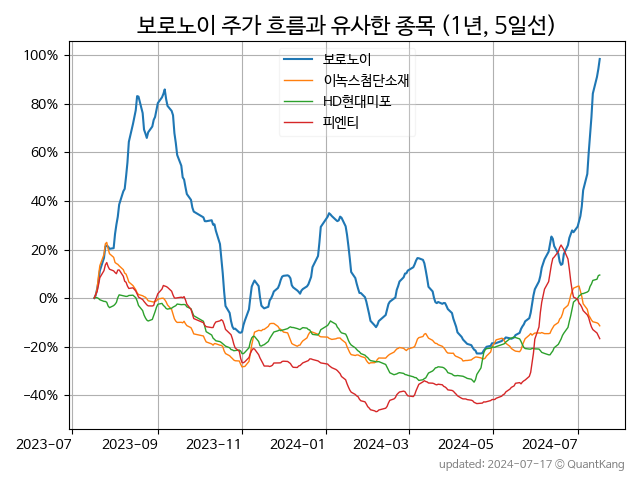 보로노이 주가 흐름과 유사한 종목 (1년, 5일선)
보로노이
이녹스첨단소재
HD현대미포
피엔티
100%
80%
60%
40%
20%
0%
−20%
−40%
2023-07 2023-09 2023-11 2024-01 2024-03 2024-05 2024-07
updated: 2024-07-17 © QuantKang